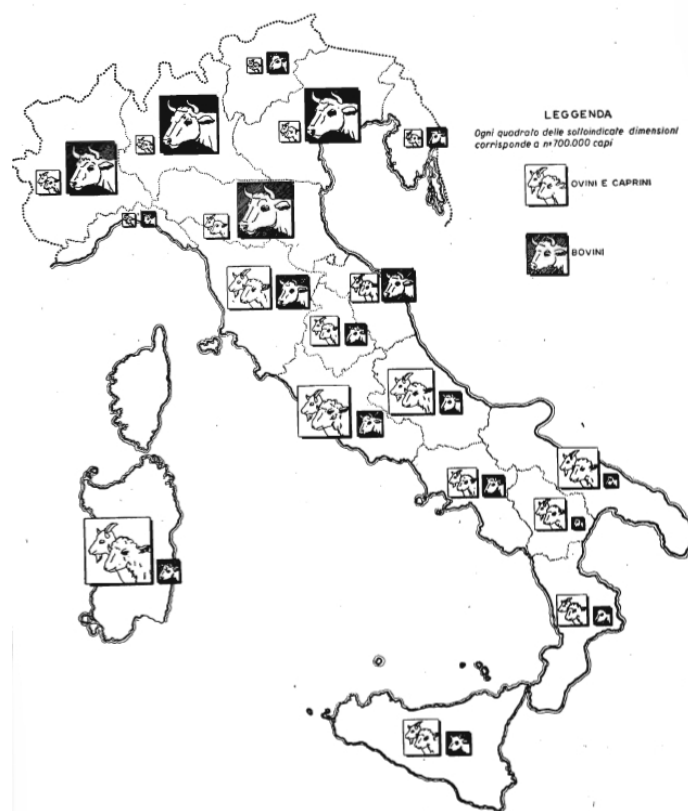 LEGGENDA
Ogni quadrato delle sottoindicate dimensioni
corrisponde a n° 700.000 capi
OVINI E CAPRINI
BOVINI